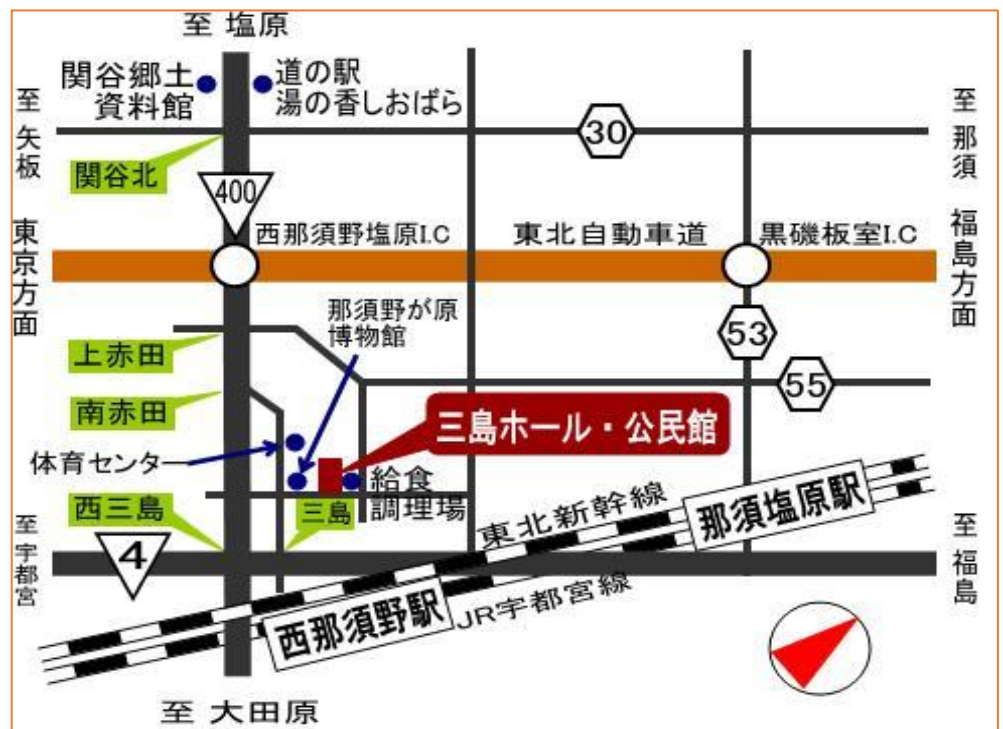 至 塩原
関谷郷土
資料館
道の駅
湯の香しおばら
至 矢板
30
至 那須
関谷北
400
東京方面
西那須野塩原I.C
東北自動車道
黒磯板室I.C
福島方面
那須野が原
博物館
53
上赤田
55
南赤田
三島ホール・公民館
体育センター
給食
調理場
西三島
三島
東北新幹線
那須塩原駅
至 宇都宮
4
至 福島
西那須野駅
JR宇都宮線
至 大田原